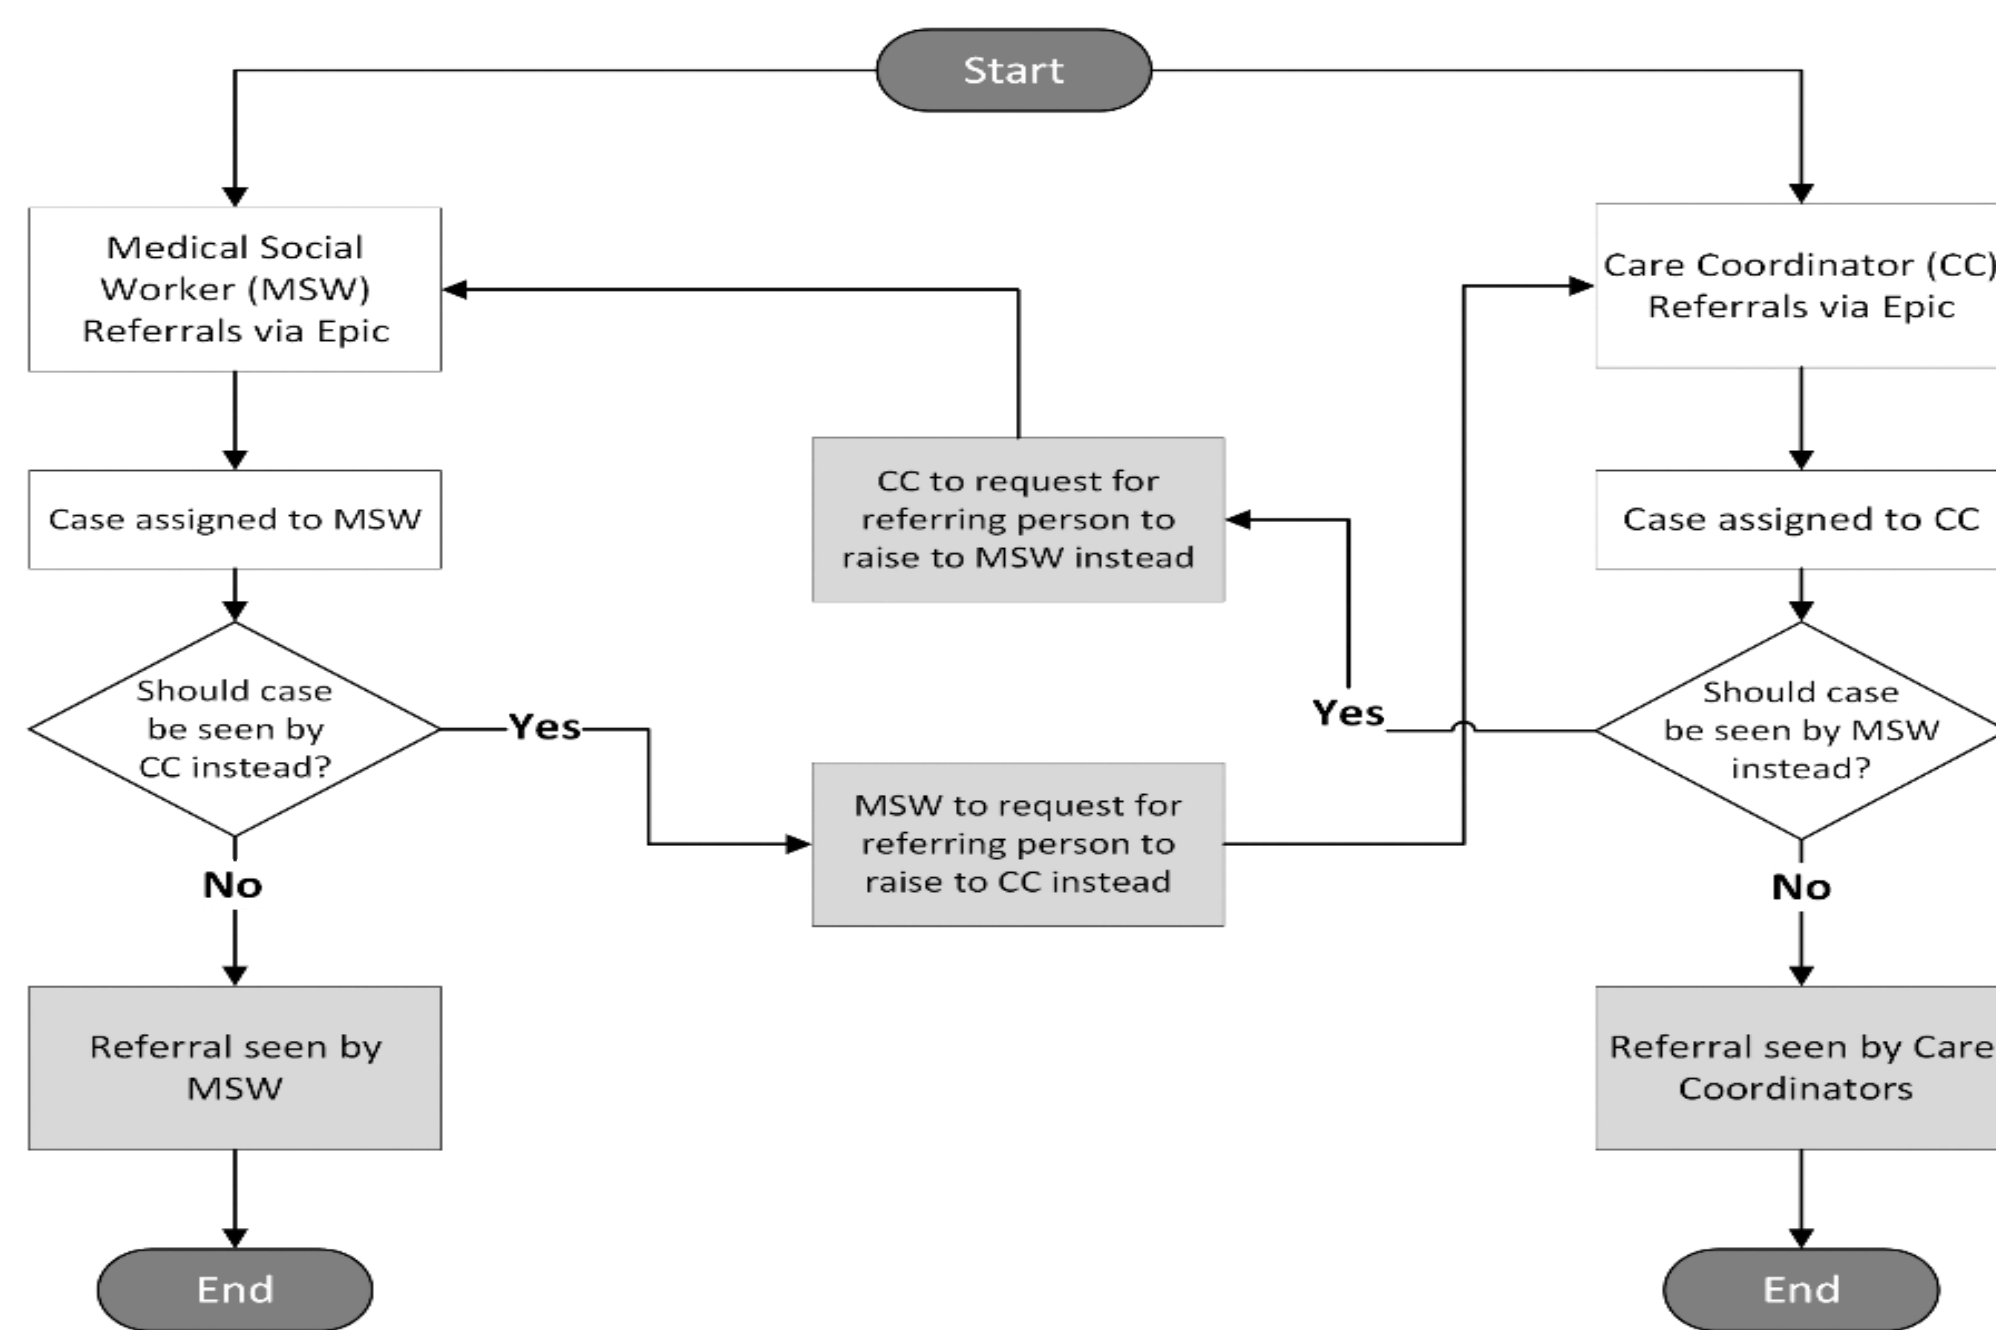 Start
Medical Social
Worker (MSW)
Referrals via Epic
Care Coordinator (CC)
Referrals via Epic
CC to request for
referring person to
raise to MSW instead
Case assigned to MSW
Case assigned to CC
Should case
be seen by
CC instead?
Yes
Yes
Should case
be seen by MSW
instead?
MSW to request for
referring person to
raise to CC instead
No
No
Referral seen by
MSW
Referral seen by Care
Coordinators
End
End